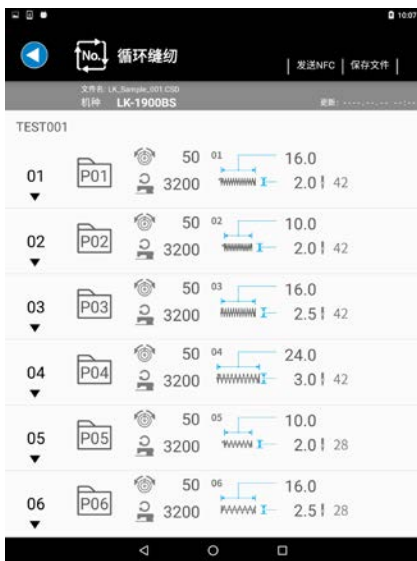 10:07
No. 循环缝纫
发送NFC 保存文件
文件名: LK_Sample_001.CSD
机种 LK-1900BS
更新: ----.--.-- --:--
TEST001
01 P01 50 01 16.0
3200 2.0 42
02 P02 50 02 10.0
3200 2.0 42
03 P03 50 03 16.0
3200 2.5 42
04 P04 50 04 24.0
3200 3.0 42
05 P05 50 05 10.0
3200 2.0 28
06 P06 50 06 16.0
3200 2.5 28